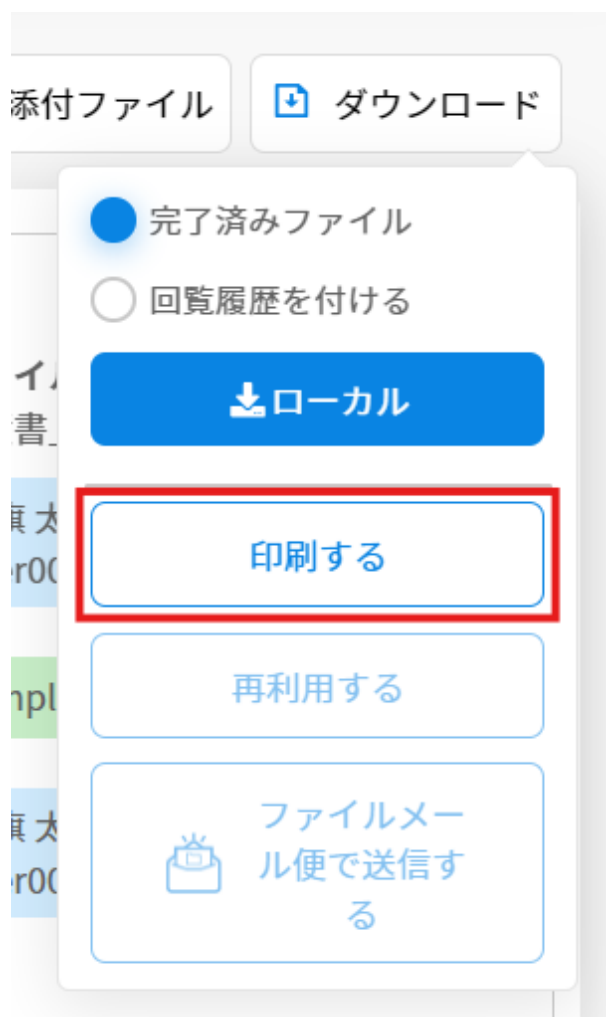 添付ファイル
ダウンロード
完了済みファイル
回覧履歴を付ける
ローカル
書_
印刷する
再利用する
ファイルメー
ル便で送信す
る